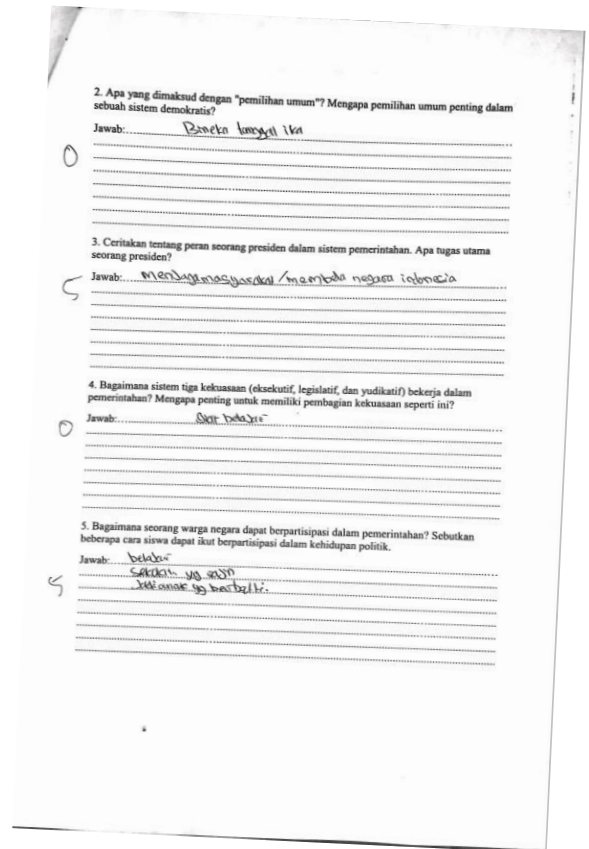 2. Apa yang dimaksud dengan "pemilihan umum"? Mengapa pemilihan umum penting dalam
sebuah sistem demokratis?
Jawab: Bineka tunggal ika
0
3. Ceritakan tentang peran seorang presiden dalam sistem pemerintahan. Apa tugas utama
seorang presiden?
Jawab: menjaga masyarakat / membela negara indonesia
5
4. Bagaimana sistem tiga kekuasaan (eksekutif, legislatif, dan yudikatif) bekerja dalam
pemerintahan? Mengapa penting untuk memiliki pembagian kekuasaan seperti ini?
Jawab: belajar
0
5. Bagaimana seorang warga negara dapat berpartisipasi dalam pemerintahan? Sebutkan
beberapa cara siswa dapat ikut berpartisipasi dalam kehidupan politik.
Jawab: belajar
sekolah yg rajin
Jadi anak yg berbakti.
5